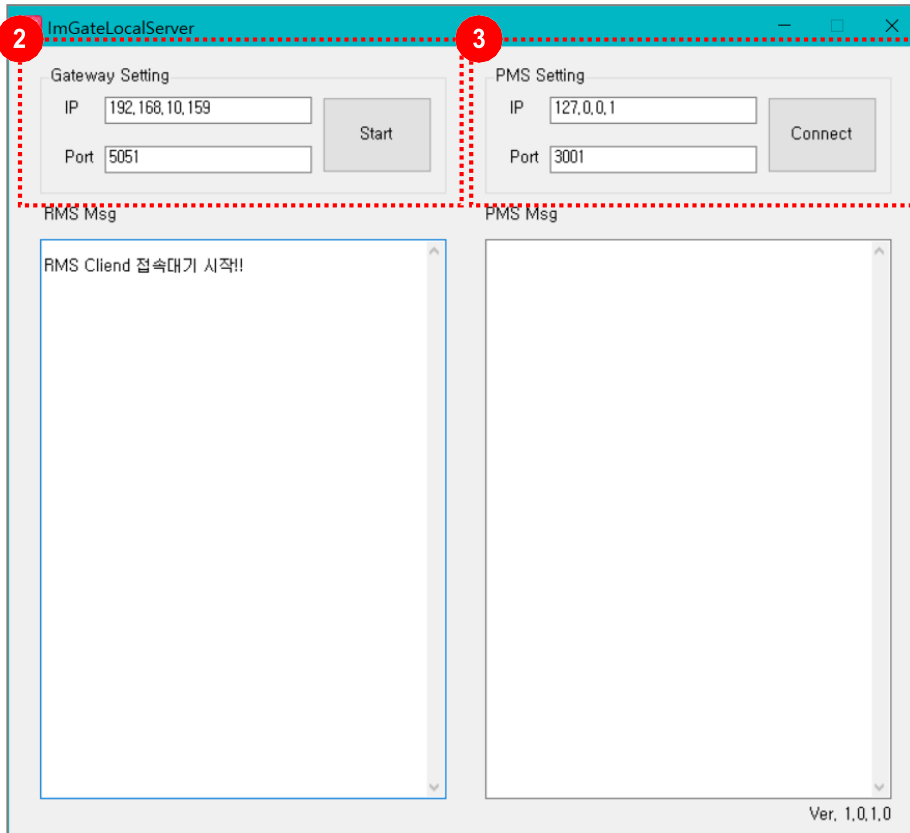 2
ImGateLocalServer
3
Gateway Setting
IP 192,168,10,159
Start
Port 5051
PMS Setting
IP 127,0,0,1
Connect
Port 3001
RMS Msg
RMS Cliend 접속대기 시작!!
PMS Msg
Ver, 1,0,1,0